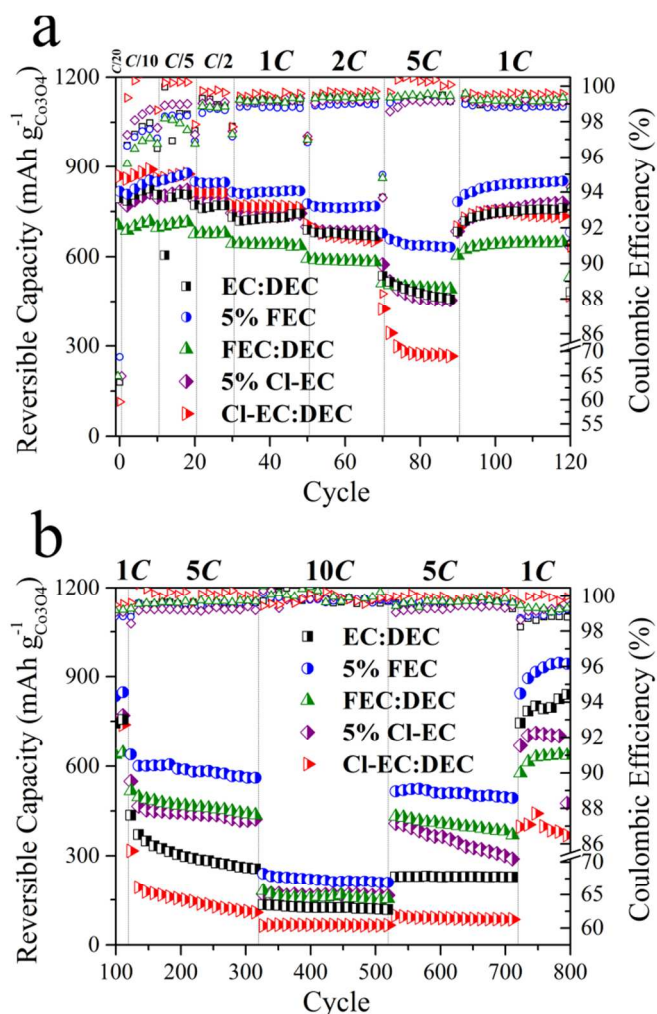 a
C/20 C/10 C/5 C/2 1C 2C 5C 1C
Reversible Capacity (mAh g⁻¹Co3O4)
1200
900
600
300
0
EC:DEC
5% FEC
FEC:DEC
5% Cl-EC
Cl-EC:DEC
100
98
96
94
92
90
88
86
70
65
60
55
Coulombic Efficiency (%)
0 20 40 60 80 100 120
Cycle
b
1C 5C 10C 5C 1C
Reversible Capacity (mAh g⁻¹Co3O4)
1200
900
600
300
0
EC:DEC
5% FEC
FEC:DEC
5% Cl-EC
Cl-EC:DEC
100
98
96
94
92
90
88
86
70
65
60
Coulombic Efficiency (%)
100 200 300 400 500 600 700 800
Cycle